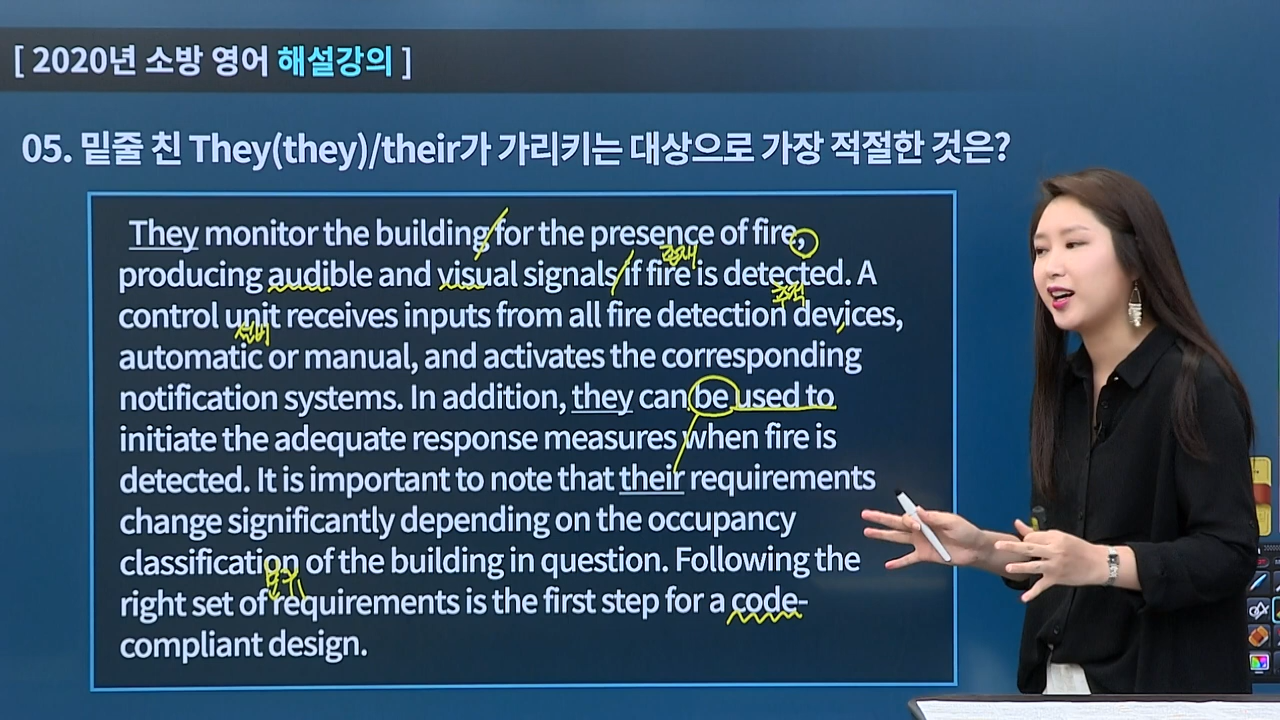 [ 2020년 소방 영어 해설강의 ]
05. 밑줄 친 They(they)/their가 가리키는 대상으로 가장 적절한 것은?
They monitor the building for the presence of fire,
존재
producing audible and visual signals if fire is detected. A
추적
control unit receives inputs from all fire detection devices,
automatic or manual, and activates the corresponding
notification systems. In addition, they can be used to
initiate the adequate response measures when fire is
detected. It is important to note that their requirements
change significantly depending on the occupancy
classification of the building in question. Following the
right set of requirements is the first step for a code-
compliant design.